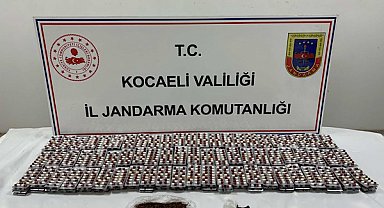 T.C.
KOCAELİ VALİLİĞİ
İL JANDARMA KOMUTANLIĞI